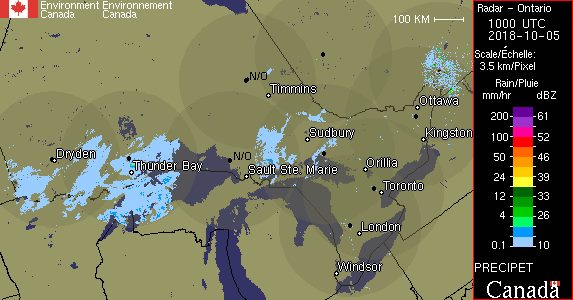 Environment Environnement
Canada Canada
100 KM
N/O
Timmins
Ottawa
Sudbury
Kingston
Dryden
Thunder Bay
N/O
Sault Ste. Marie
Orillia
Toronto
London
Windsor
Radar - Ontario
1000 UTC
2018-10-05
Scale/Échelle:
3.5 km/Pixel
Rain/Pluie
mm/hr dBZ
200 61
100 52
50 46
24 39
12 33
4 26
0.1 10
PRECIPET
Canada